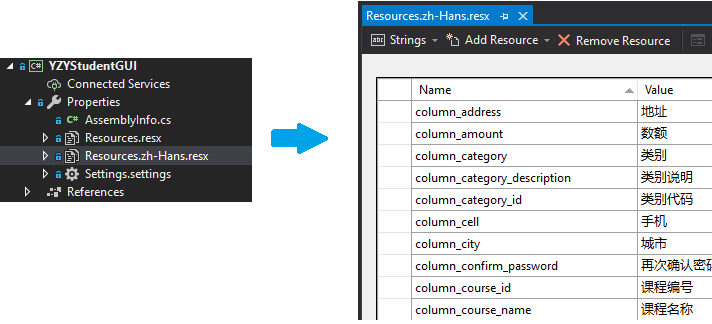 YZYStudentGUI
Connected Services
Properties
C# AssemblyInfo.cs
Resources.resx
Resources.zh-Hans.resx
Settings.settings
References
Resources.zh-Hans.resx
abc Strings Add Resource Remove Resource
Name Value
column_address 地址
column_amount 数额
column_category 类别
column_category_description 类别说明
column_category_id 类别代码
column_cell 手机
column_city 城市
column_confirm_password 再次确认密码
column_course_id 课程编号
column_course_name 课程名称